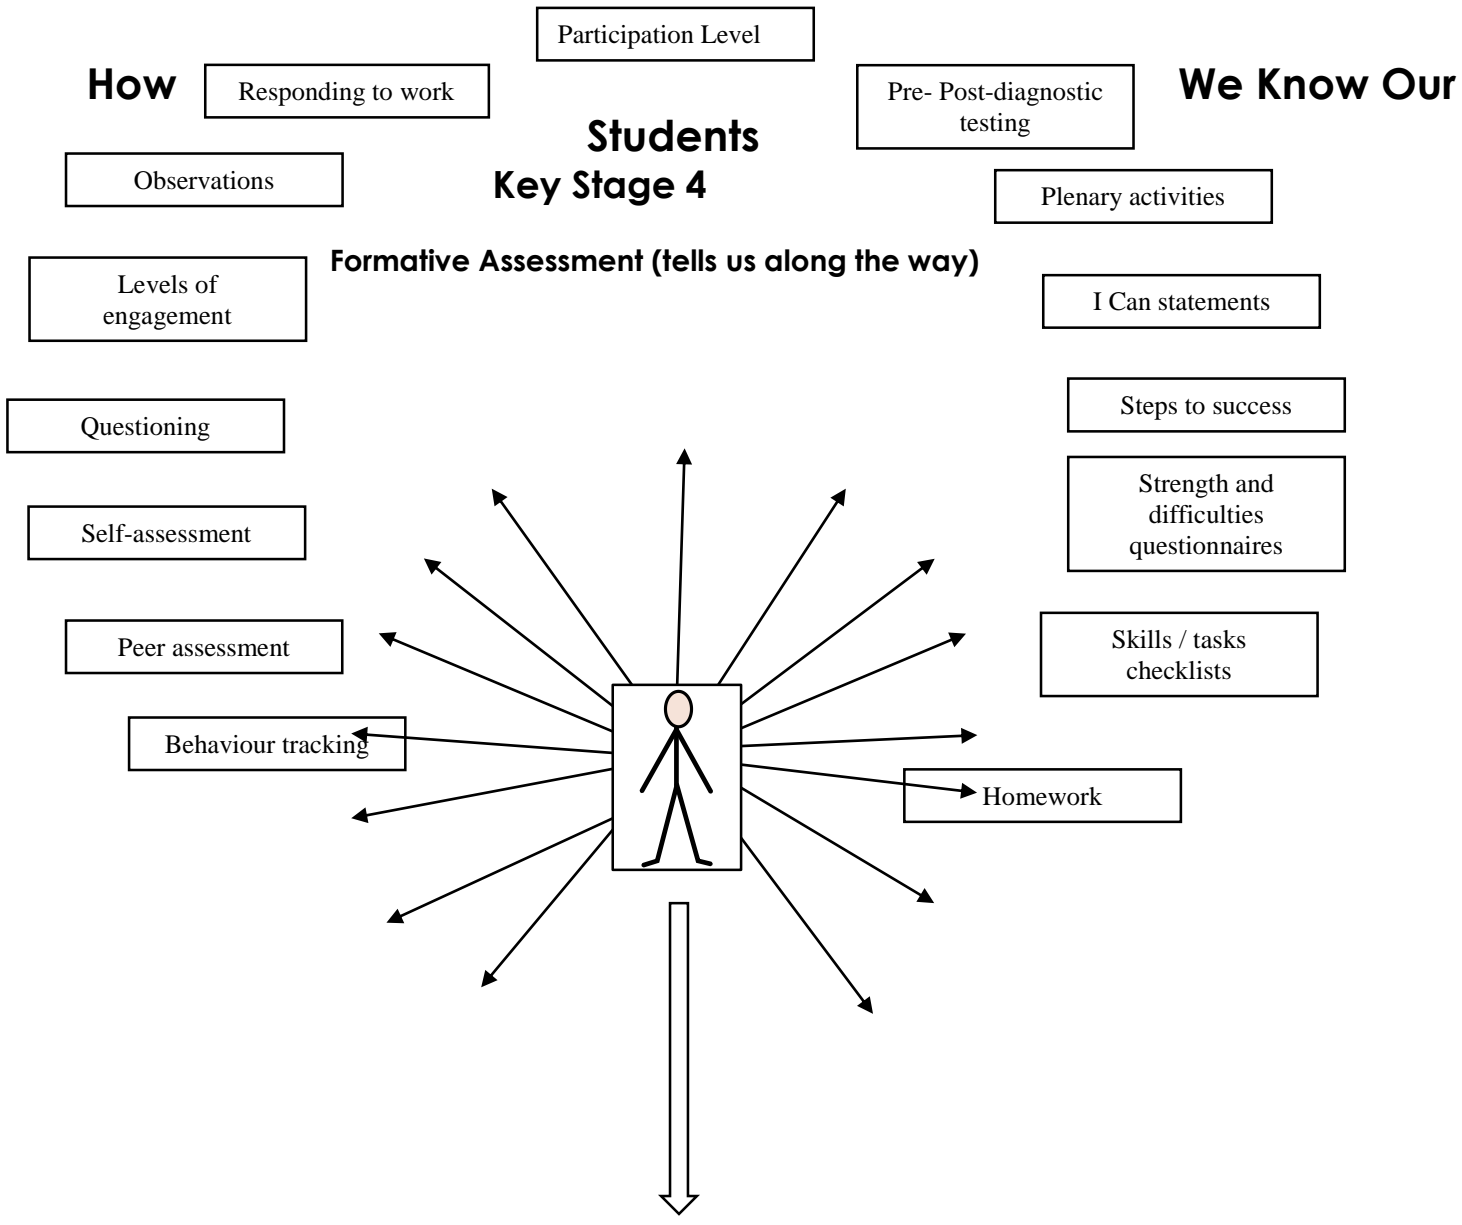 Participation Level
How
Responding to work
Pre- Post-diagnostic
testing
We Know Our
Students
Observations
Key Stage 4
Plenary activities
Formative Assessment (tells us along the way)
Levels of
engagement
I Can statements
Steps to success
Questioning
Strength and
difficulties
questionnaires
Self-assessment
Peer assessment
Skills / tasks
checklists
Behaviour tracking
Homework